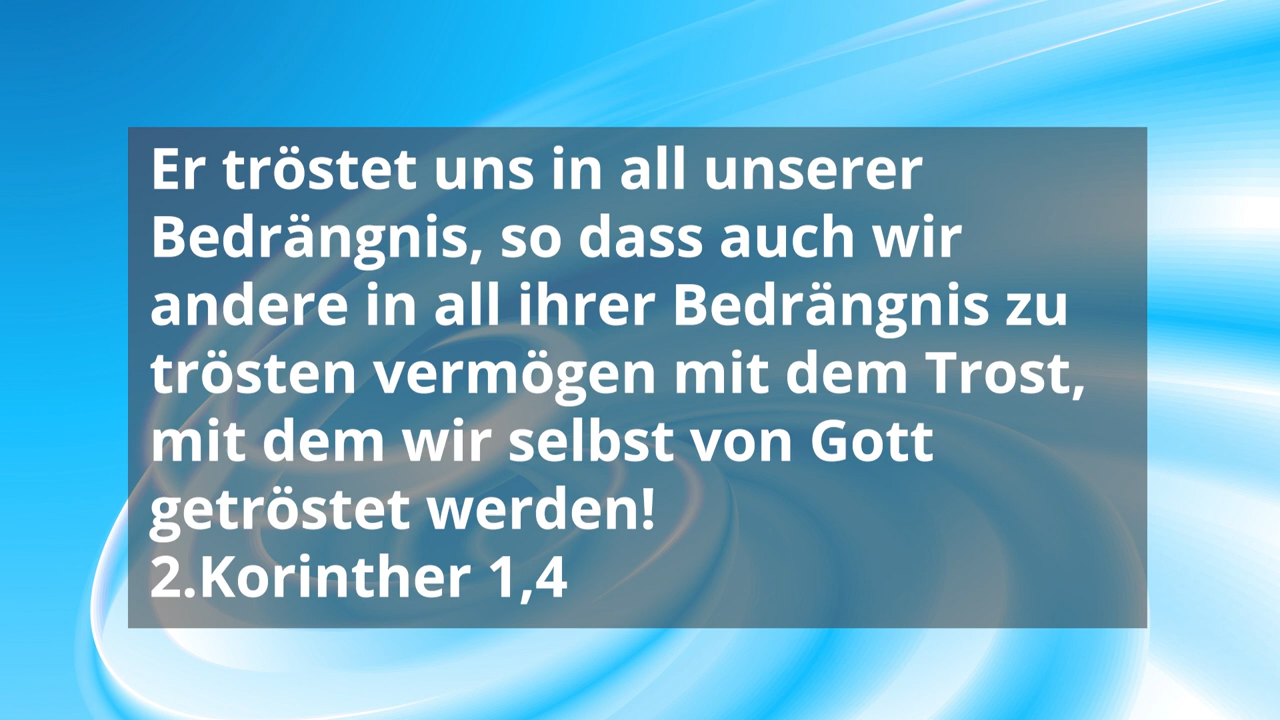 Er tröstet uns in all unserer
Bedrängnis, so dass auch wir
andere in all ihrer Bedrängnis zu
trösten vermögen mit dem Trost,
mit dem wir selbst von Gott
getröstet werden!
2.Korinther 1,4